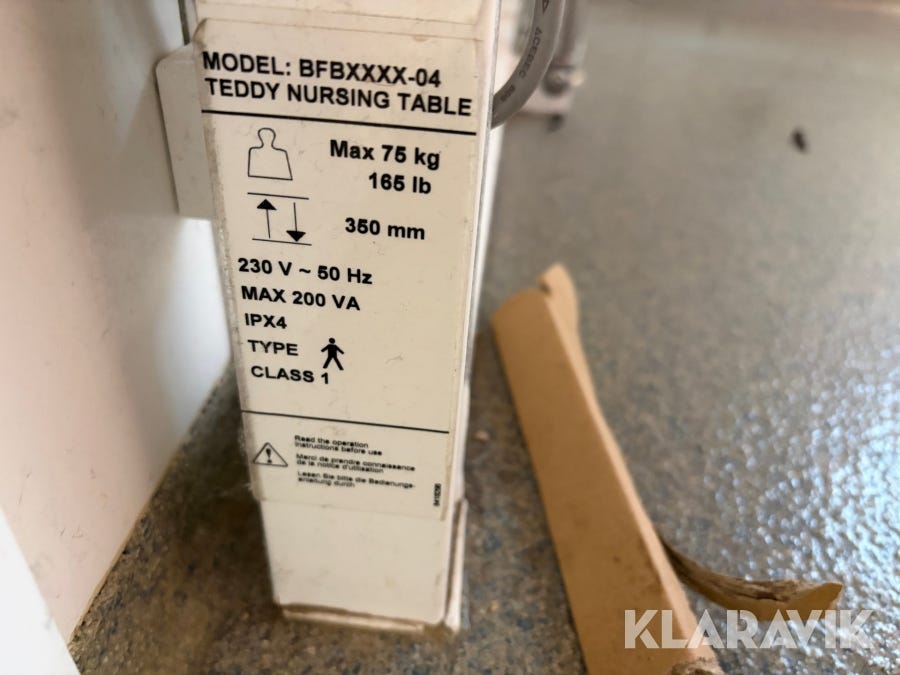 MODEL: BFBXXXX-04
TEDDY NURSING TABLE
Max 75 kg
165 lb
350 mm
230 V ~ 50 Hz
MAX 200 VA
IPX4
TYPE
CLASS 1
Read the operation
instructions before use
Merci de prendre connaissance
de la notice d'utilisation
Lesen Sie bitte die Bedienungs-
anleitung durch
KLARAVIK